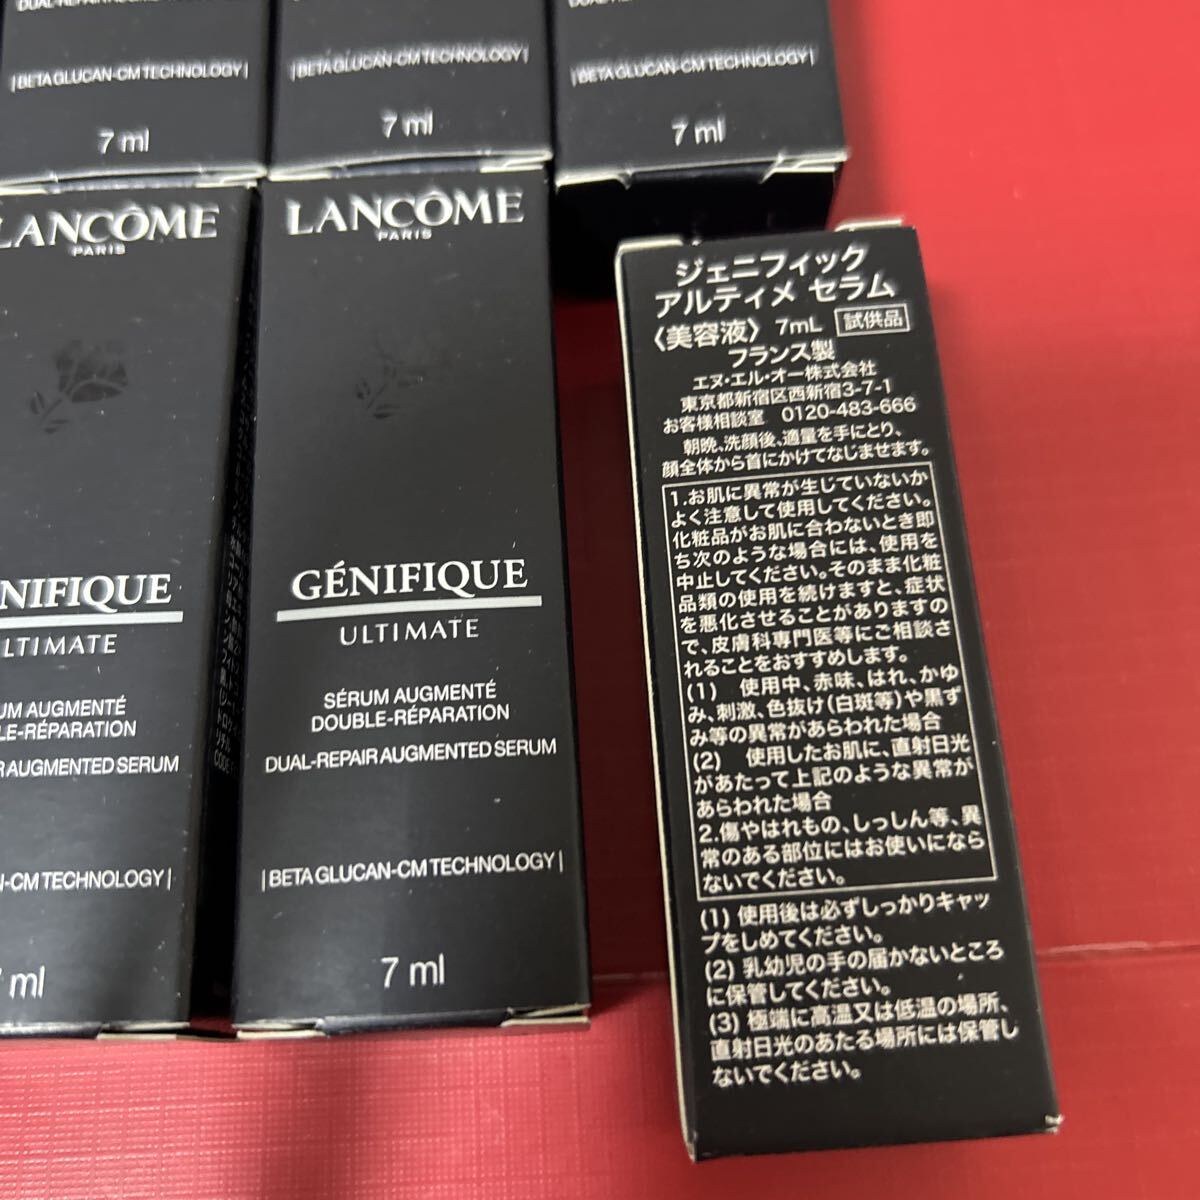 | BETA GLUCAN-CM TECHNOLOGY |
7 ml
| BETA GLUCAN-CM TECHNOLOGY |
7 ml
| BETA GLUCAN-CM TECHNOLOGY |
7 ml
LANCÔME
PARIS
NIFIQUE
LTIMATE
UM AUGMENTÉ
LE-RÉPARATION
R AUGMENTED SERUM
-CM TECHNOLOGY |
ml
LANCÔME
PARIS
GÉNIFIQUE
ULTIMATE
SÉRUM AUGMENTÉ
DOUBLE-RÉPARATION
DUAL-REPAIR AUGMENTED SERUM
| BETA GLUCAN-CM TECHNOLOGY |
7 ml
ジェニフィック
アルティメ セラム
〈美容液〉 7mL 試供品
フランス製
エヌ・エル・オー株式会社
東京都新宿区西新宿3-7-1
お客様相談室 0120-483-666
朝晩、洗顔後、適量を手にとり、
顔全体から首にかけてなじませます。
1.お肌に異常が生じていないか
よく注意して使用してください。
化粧品がお肌に合わないとき即
ち次のような場合には、使用を
中止してください。そのまま化粧
品類の使用を続けますと、症状
を悪化させることがありますの
で、皮膚科専門医等にご相談さ
れることをおすすめします。
(1) 使用中、赤味、はれ、かゆ
み、刺激、色抜け(白斑等)や黒ず
み等の異常があらわれた場合
(2) 使用したお肌に、直射日光
があたって上記のような異常が
あらわれた場合
2.傷やはれもの、しっしん等、異
常のある部位にはお使いになら
ないでください。
(1) 使用後は必ずしっかりキャッ
プをしめてください。
(2) 乳幼児の手の届かないところ
に保管してください。
(3) 極端に高温又は低温の場所、
直射日光のあたる場所には保管し
ないでください。